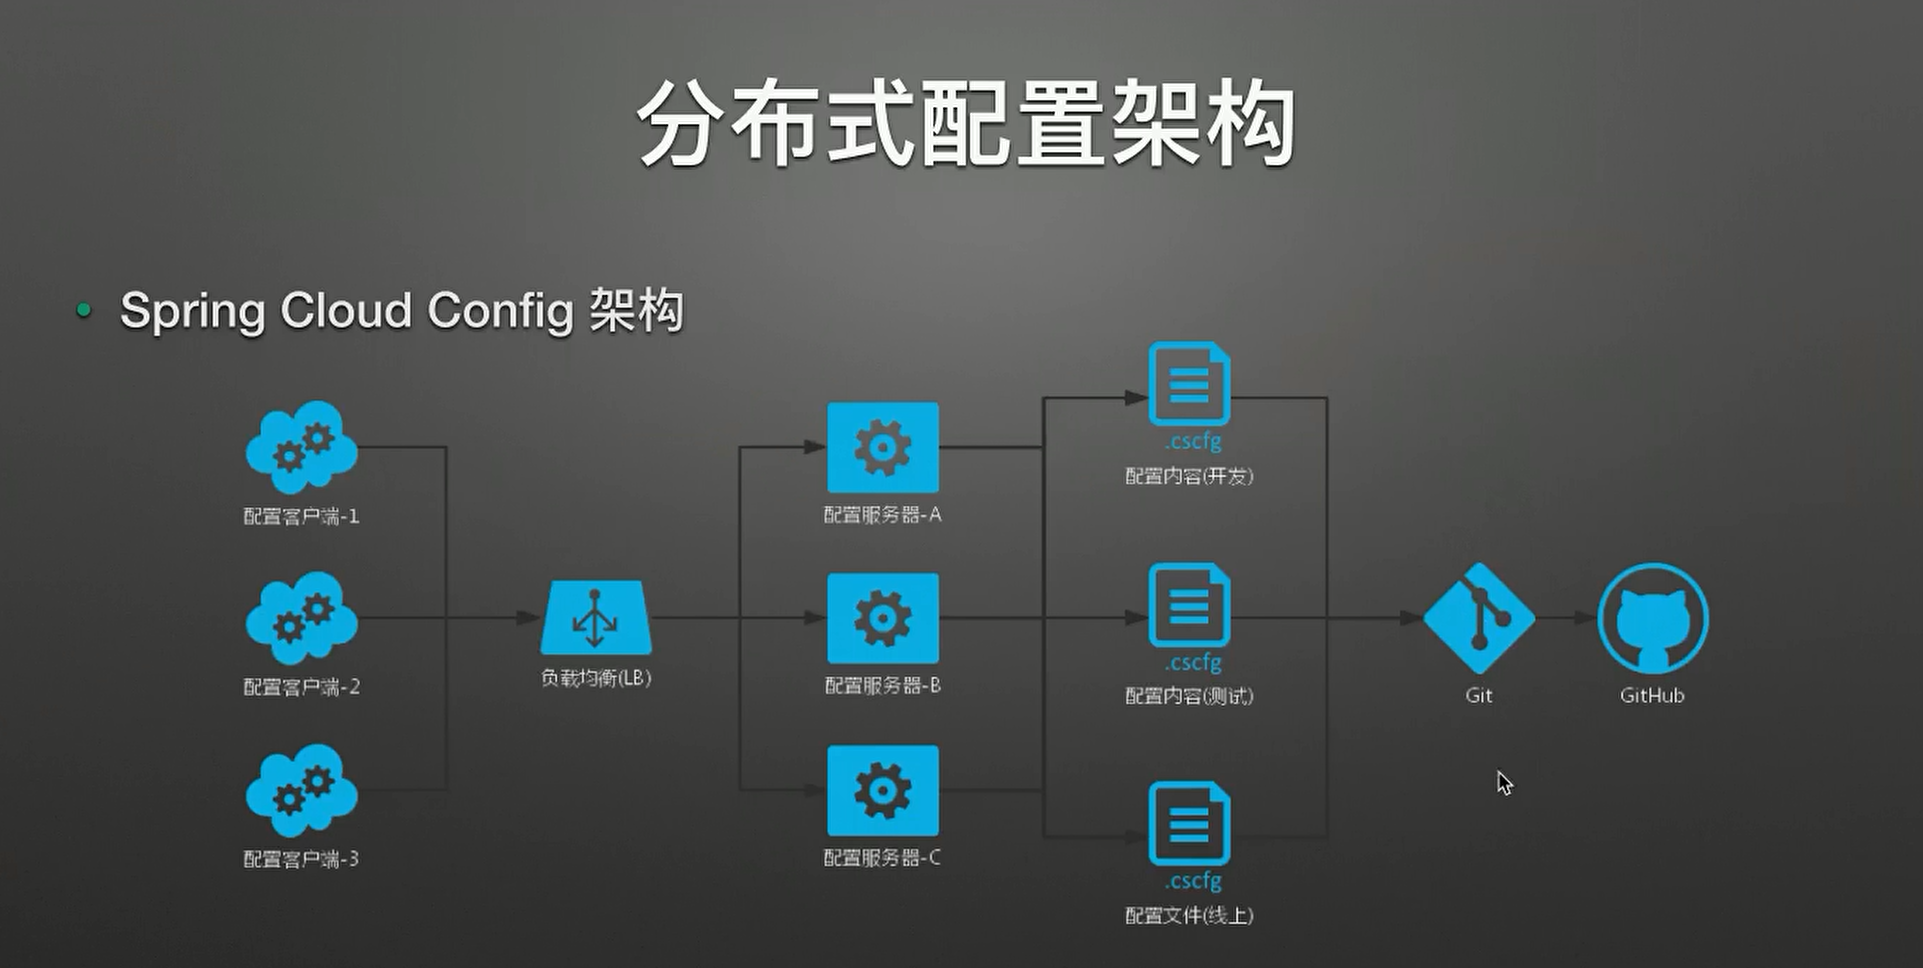 分布式配置架构
Spring Cloud Config 架构
配置客户端-1
配置客户端-2
配置客户端-3
负载均衡(LB)
配置服务器-A
配置服务器-B
配置服务器-C
.cscfg
配置内容(开发)
.cscfg
配置内容(测试)
.cscfg
配置文件(线上)
Git
GitHub